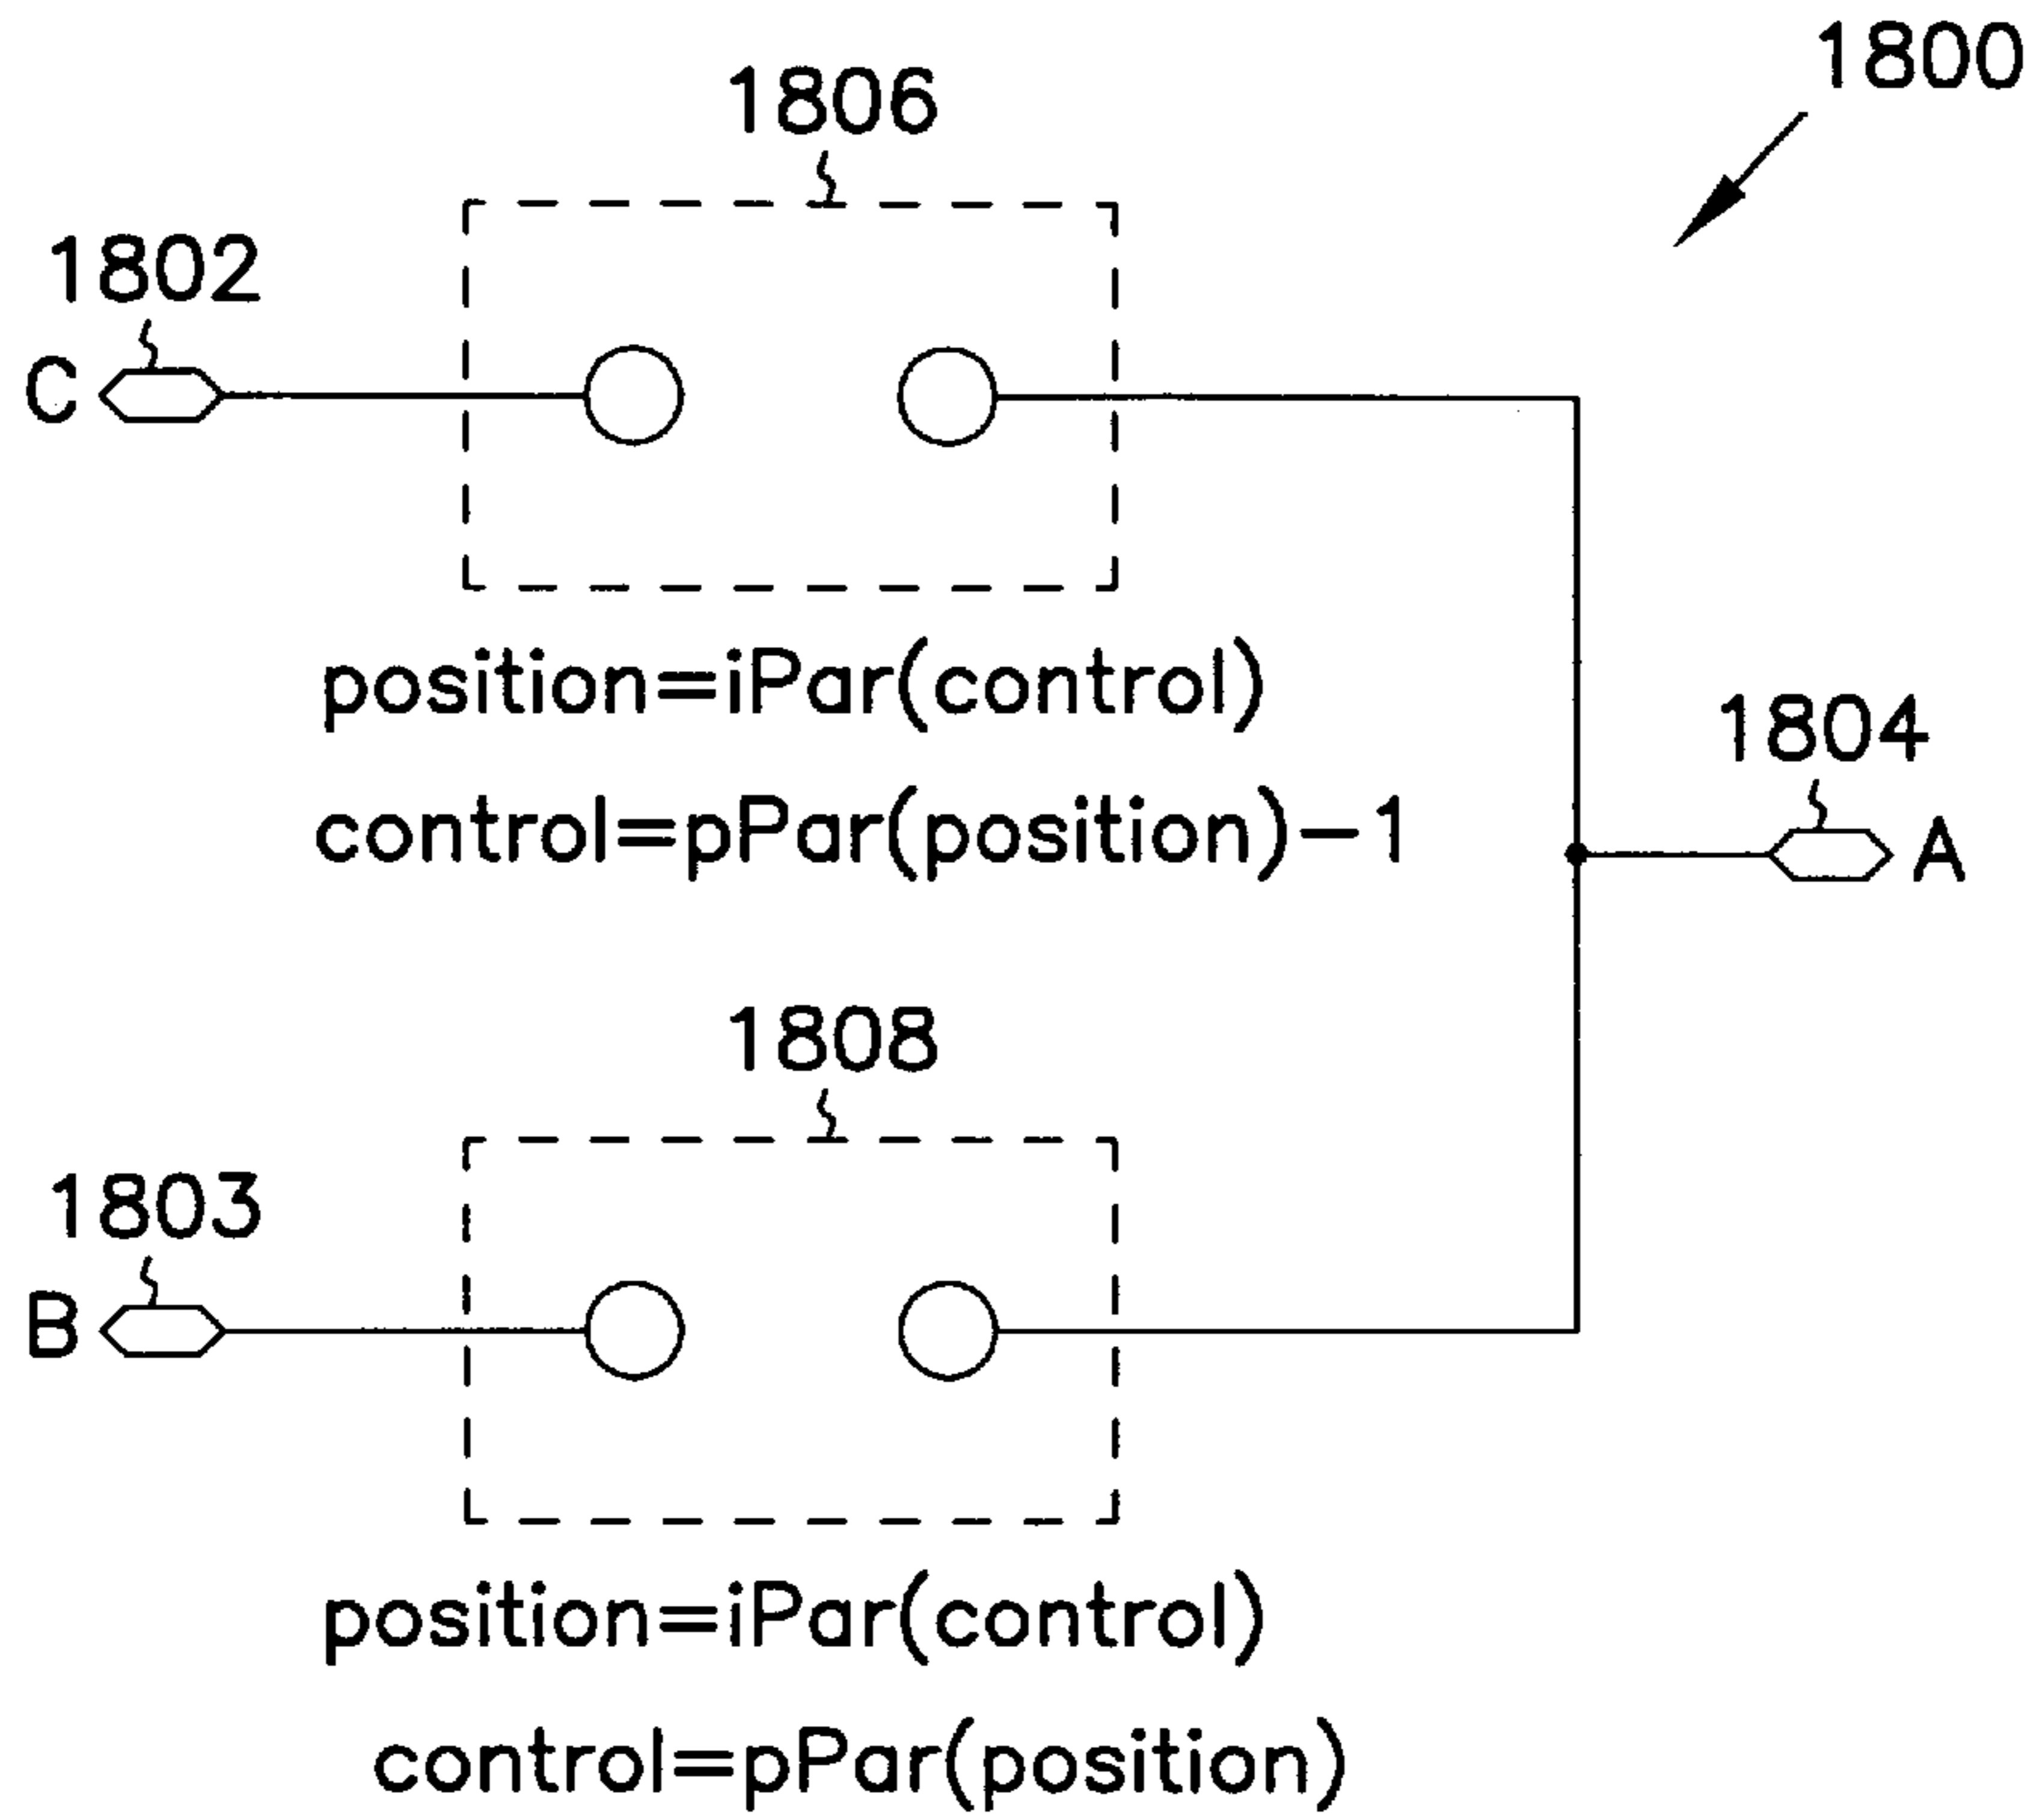 1800
1806
1802
C
position=iPar(control)
control=pPar(position)-1
1804
A
1808
1803
B
position=iPar(control)
control=pPar(position)